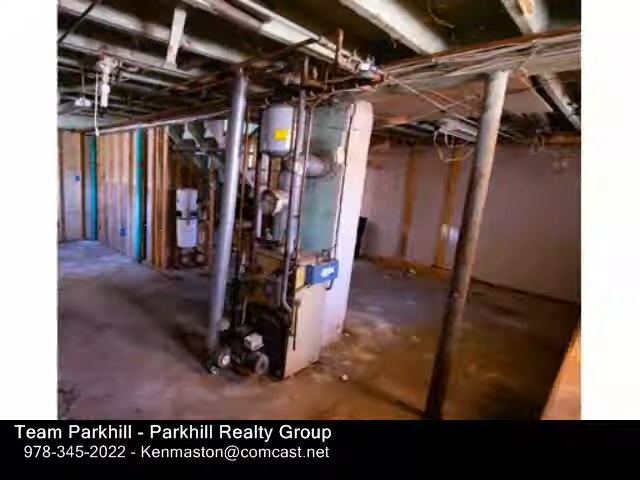 Team Parkhill - Parkhill Realty Group
978-345-2022 - Kenmaston@comcast.net